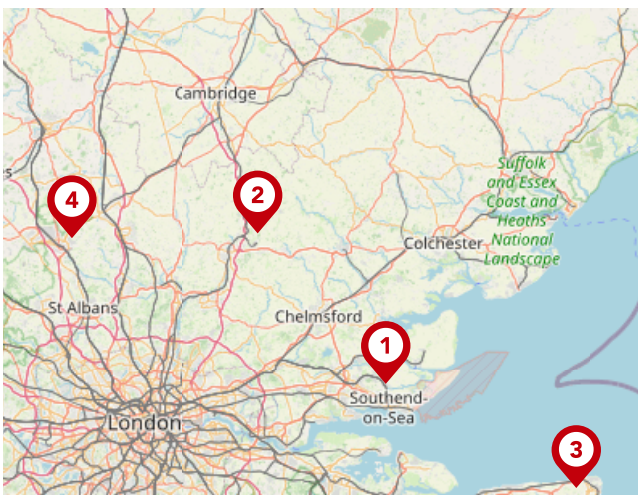 Cambridge
Suffolk
and Essex
Coast and
Heaths
National
Landscape
2
4
s
Colchester
St Albans
Chelmsford
1
Southend-
on-Sea
London
3